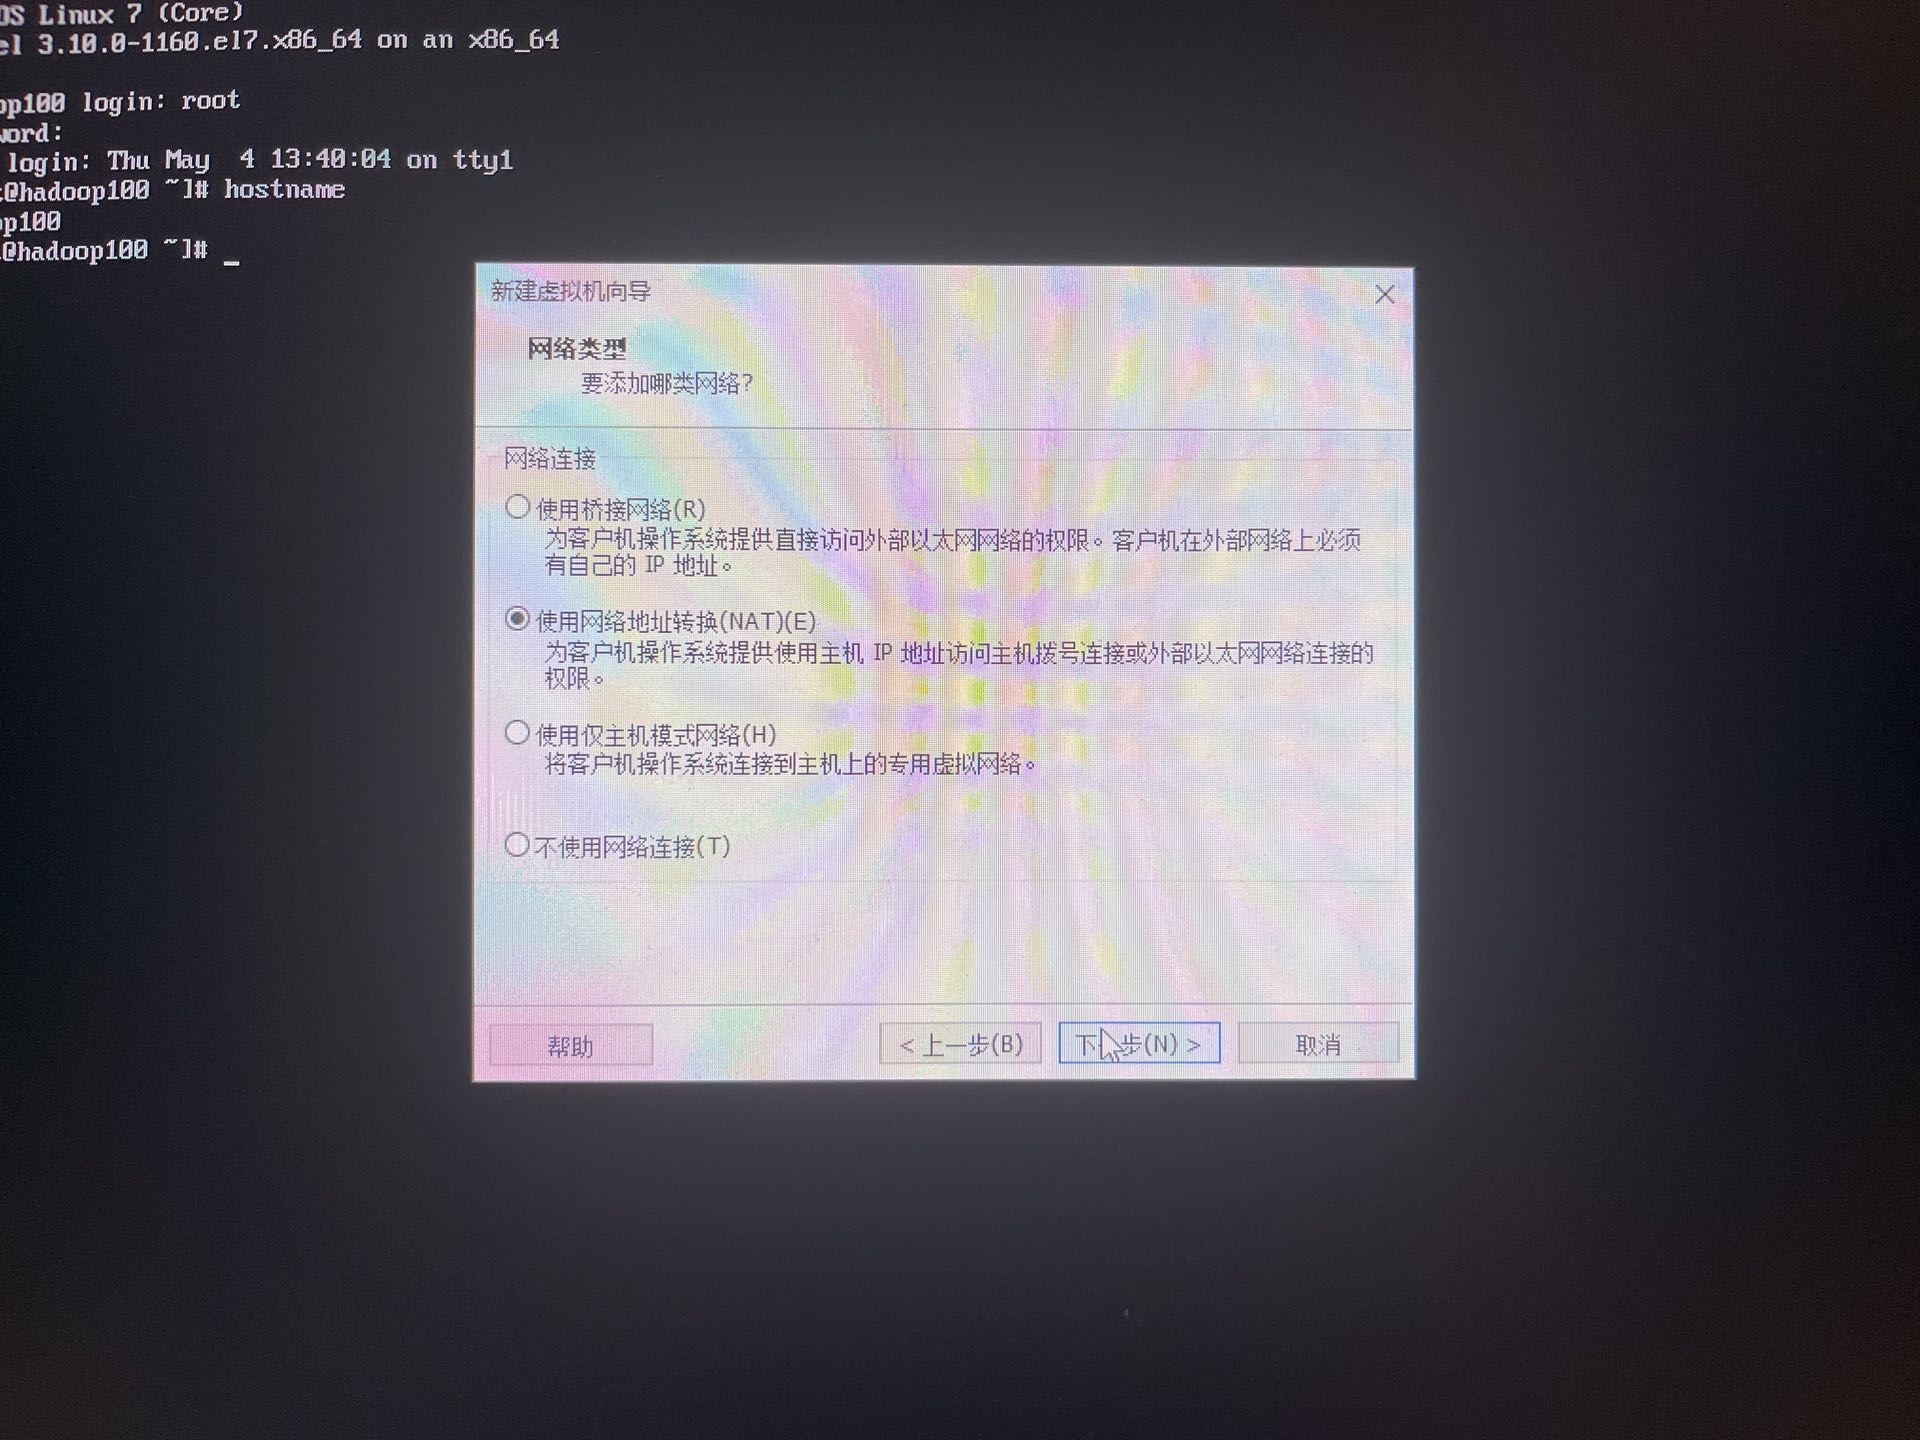 OS Linux 7 (Core)
el 3.10.0-1160.el7.x86_64 on an x86_64
op100 login: root
word:
login: Thu May  4 13:40:04 on tty1
@hadoop100 ~]# hostname
op100
@hadoop100 ~]# _
新建虚拟机向导
网络类型
要添加哪类网络?
网络连接
使用桥接网络(R)
为客户机操作系统提供直接访问外部以太网网络的权限。客户机在外部网络上必须
有自己的 IP 地址。
使用网络地址转换(NAT)(E)
为客户机操作系统提供使用主机 IP 地址访问主机拨号连接或外部以太网网络连接的
权限。
使用仅主机模式网络(H)
将客户机操作系统连接到主机上的专用虚拟网络。
不使用网络连接(T)
帮助
< 上一步(B)
下一步(N) >
取消